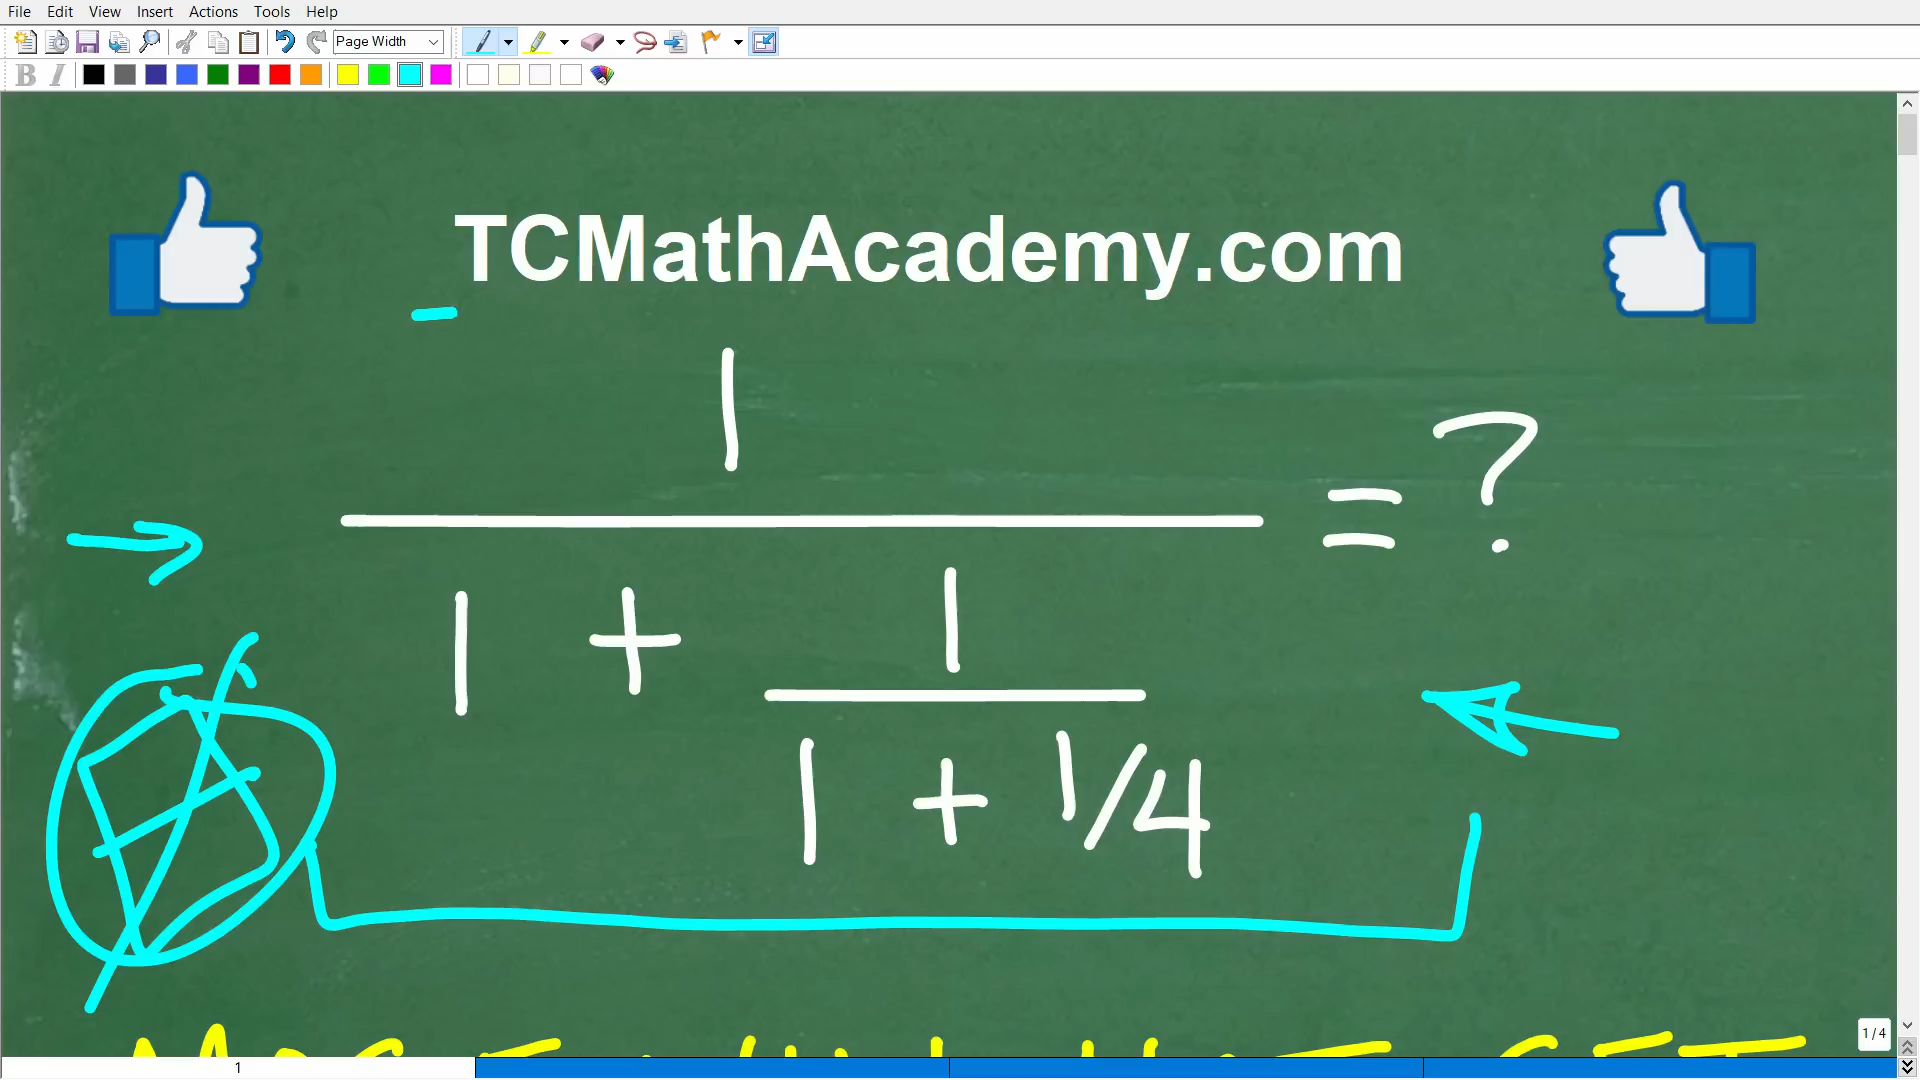 File Edit View Insert Actions Tools Help
Page Width
B I
TCMathAcademy.com
1
= ?
1 + 1
1 + 1/4
1 / 4
1